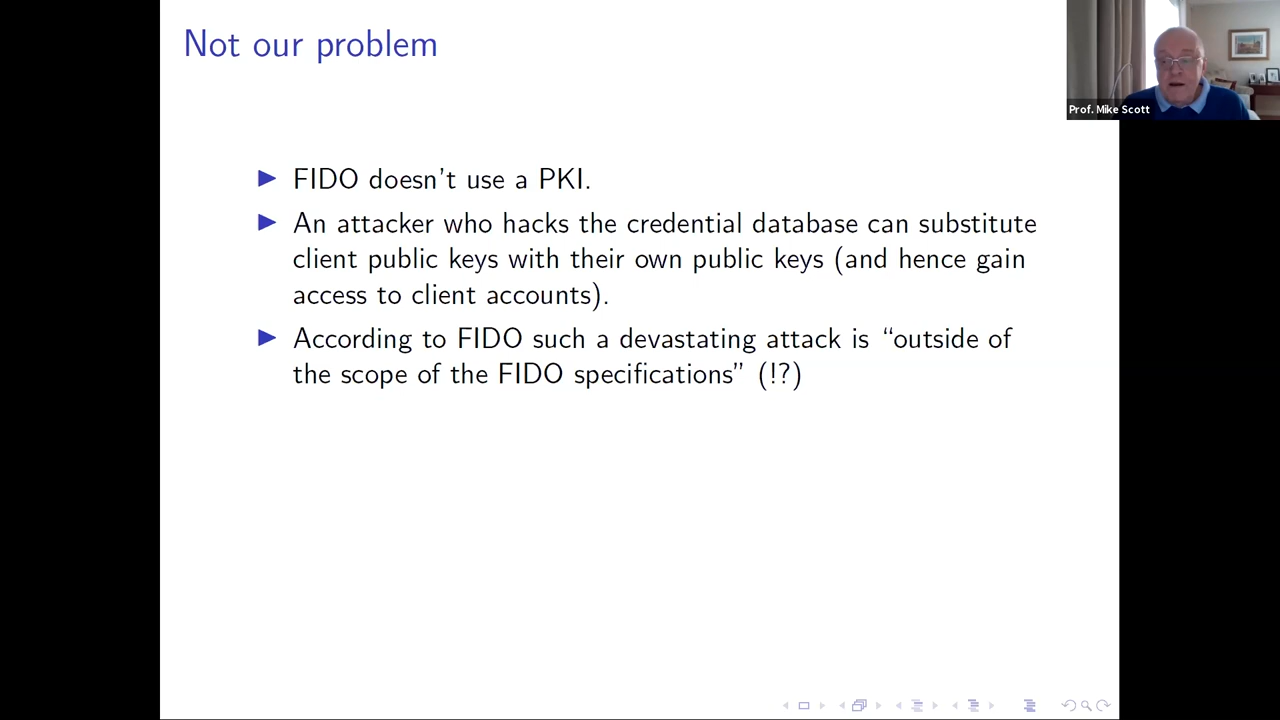 Not our problem
Prof. Mike Scott
FIDO doesn't use a PKI.
An attacker who hacks the credential database can substitute
client public keys with their own public keys (and hence gain
access to client accounts).
According to FIDO such a devastating attack is “outside of
the scope of the FIDO specifications” (!?)